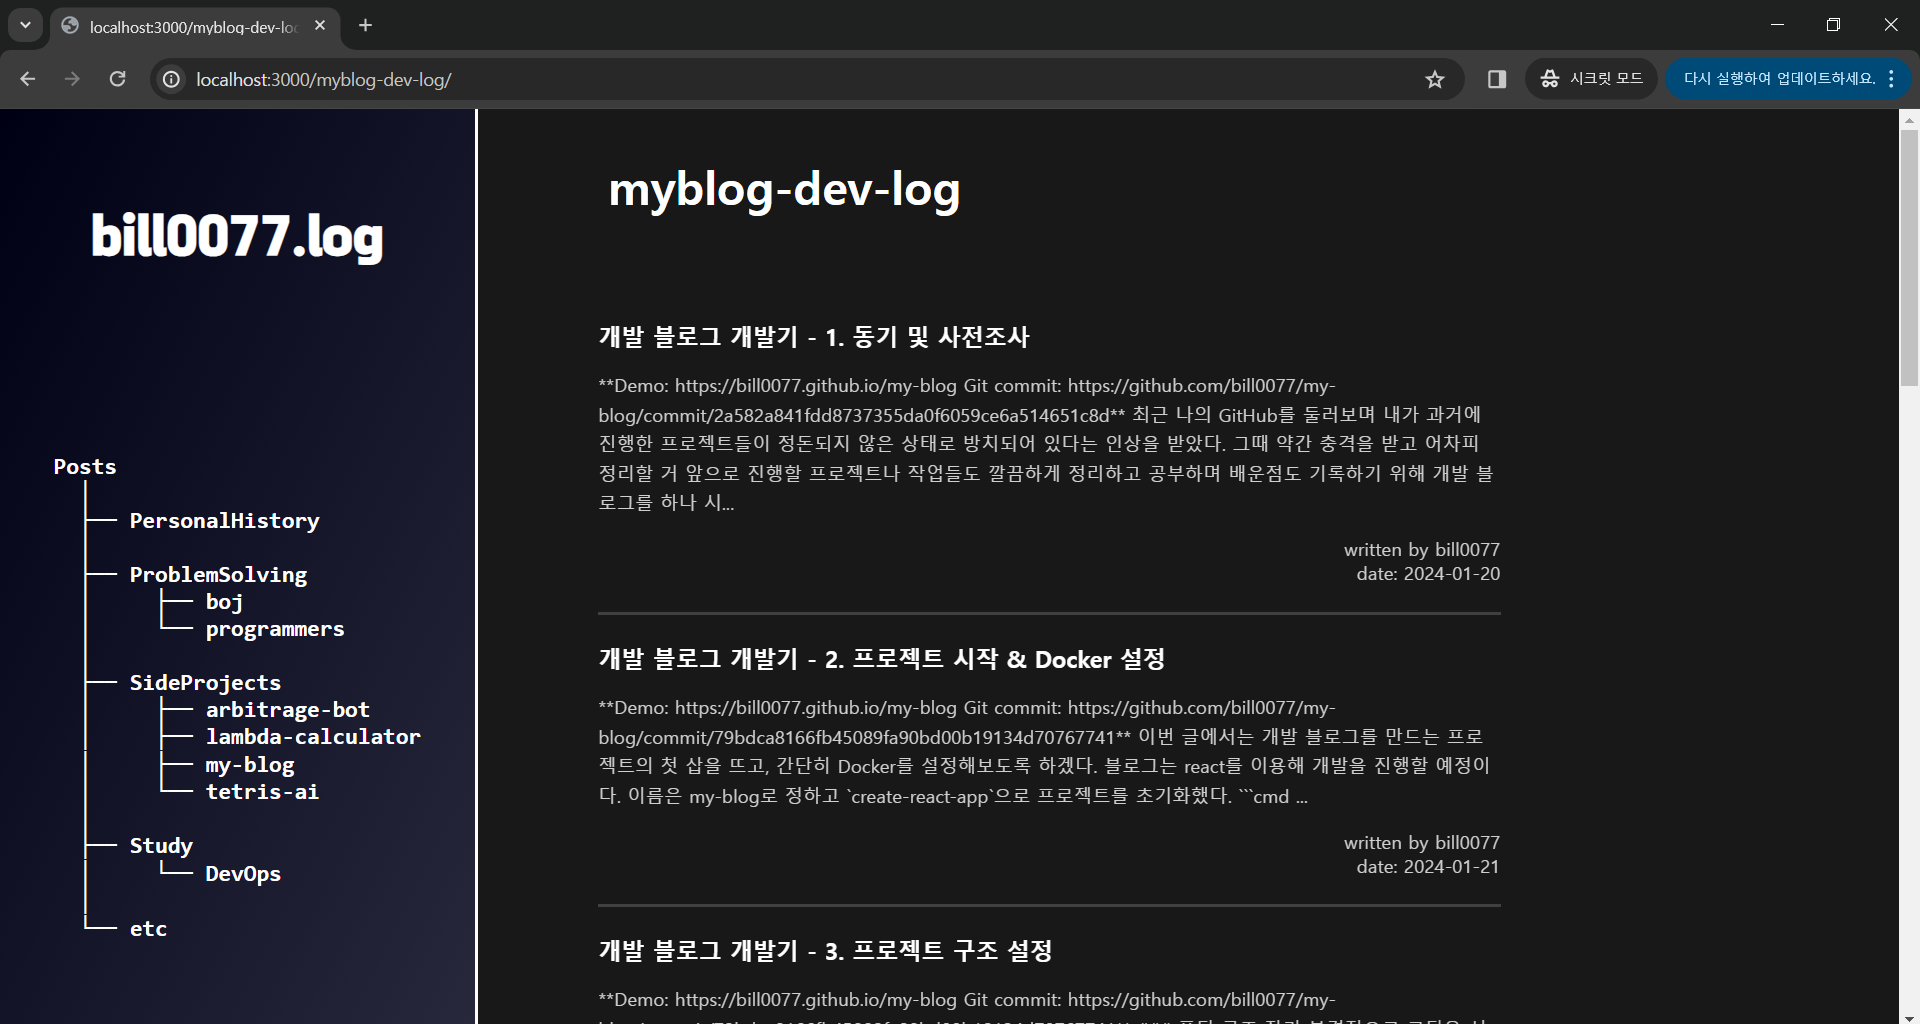 localhost:3000/myblog-dev-loc
localhost:3000/myblog-dev-log/
시크릿 모드
다시 실행하여 업데이트하세요.
bill0077.log
Posts
PersonalHistory
ProblemSolving
boj
programmers
SideProjects
arbitrage-bot
lambda-calculator
my-blog
tetris-ai
Study
DevOps
etc
myblog-dev-log
개발 블로그 개발기 - 1. 동기 및 사전조사
**Demo: https://bill0077.github.io/my-blog Git commit: https://github.com/bill0077/my-
blog/commit/2a582a841fdd8737355da0f6059ce6a514651c8d** 최근 나의 GitHub를 둘러보며 내가 과거에
진행한 프로젝트들이 정돈되지 않은 상태로 방치되어 있다는 인상을 받았다. 그때 약간 충격을 받고 어차피
정리할 거 앞으로 진행할 프로젝트나 작업들도 깔끔하게 정리하고 공부하며 배운점도 기록하기 위해 개발 블
로그를 하나 시...
written by bill0077
date: 2024-01-20
개발 블로그 개발기 - 2. 프로젝트 시작 & Docker 설정
**Demo: https://bill0077.github.io/my-blog Git commit: https://github.com/bill0077/my-
blog/commit/79bdca8166fb45089fa90bd00b19134d70767741** 이번 글에서는 개발 블로그를 만드는 프로
젝트의 첫 삽을 뜨고, 간단히 Docker를 설정해보도록 하겠다. 블로그는 react를 이용해 개발을 진행할 예정이
다. 이름은 my-blog로 정하고 `create-react-app`으로 프로젝트를 초기화했다. ```cmd ...
written by bill0077
date: 2024-01-21
개발 블로그 개발기 - 3. 프로젝트 구조 설정
**Demo: https://bill0077.github.io/my-blog Git commit: https://github.com/bill0077/my-